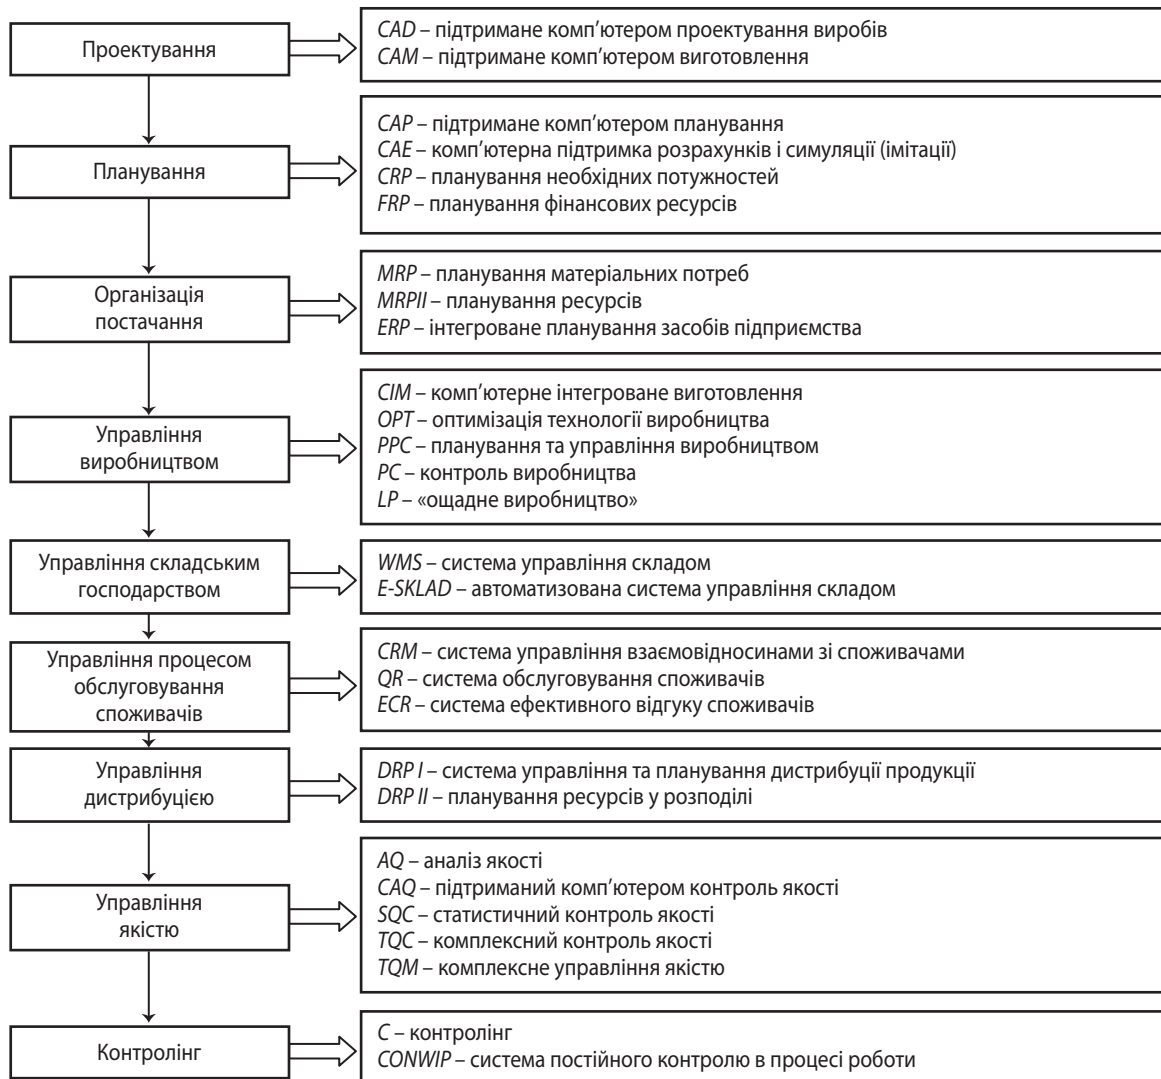 Проектування
CAD – підтримане комп’ютером проектування виробів
CAM – підтримане комп’ютером виготовлення
Планування
CAP – підтримане комп’ютером планування
CAE – комп’ютерна підтримка розрахунків і симуляції (імітації)
CRP – планування необхідних потужностей
FRP – планування фінансових ресурсів
Організація
постачання
MRP – планування матеріальних потреб
MRPII – планування ресурсів
ERP – інтегроване планування засобів підприємства
Управління
виробництвом
CIM – комп’ютерне інтегроване виготовлення
OPT – оптимізація технології виробництва
PPC – планування та управління виробництвом
PC – контроль виробництва
LP – «ощадне виробництво»
Управління складським
господарством
WMS – система управління складом
E-SKLAD – автоматизована система управління складом
Управління процесом
обслуговування
споживачів
CRM – система управління взаємовідносинами зі споживачами
QR – система обслуговування споживачів
ECR – система ефективного відгуку споживачів
Управління
дистрибуцією
DRP I – система управління та планування дистрибуції продукції
DRP II – планування ресурсів у розподілі
Управління
якістю
AQ – аналіз якості
CAQ – підтриманий комп’ютером контроль якості
SQC – статистичний контроль якості
TQC – комплексний контроль якості
TQM – комплексне управління якістю
Контролінг
C – контролінг
CONWIP – система постійного контролю в процесі роботи